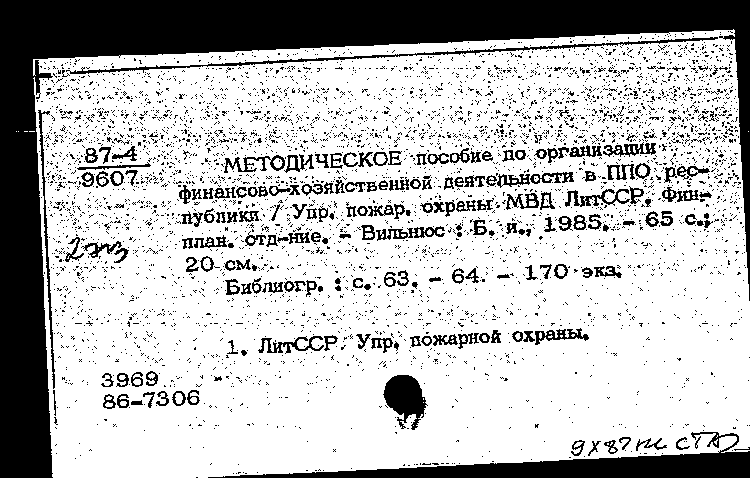 87-4
9607
МЕТОДИЧЕСКОЕ пособие по организации
финансово-хозяйственной деятельности в ППО рес-
публики / Упр. пожар. охраны МВД ЛитССР. Фин.-
план. отд-ние. - Вильнюс : Б. и., 1985. - 65 с.;
2 экз
20 см.
Библиогр. : с. 63. - 64. - 170 экз.
1. ЛитССР. Упр. пожарной охраны.
3969
86-7306